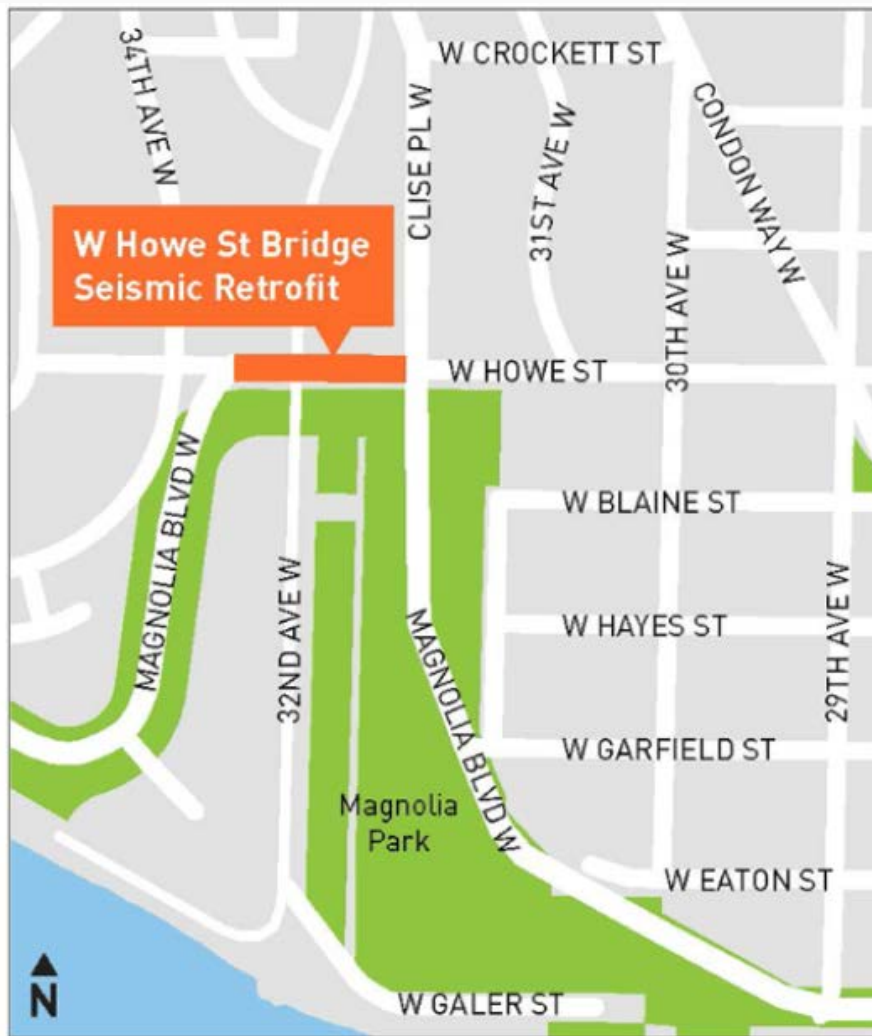 34TH AVE W
W CROCKETT ST
CLISE PL W
31ST AVE W
CONDON WAY W
W Howe St Bridge
Seismic Retrofit
30TH AVE W
W HOWE ST
MAGNOLIA BLVD W
W BLAINE ST
32ND AVE W
W HAYES ST
29TH AVE W
MAGNOLIA BLVD W
W GARFIELD ST
Magnolia
Park
W EATON ST
N
W GALER ST